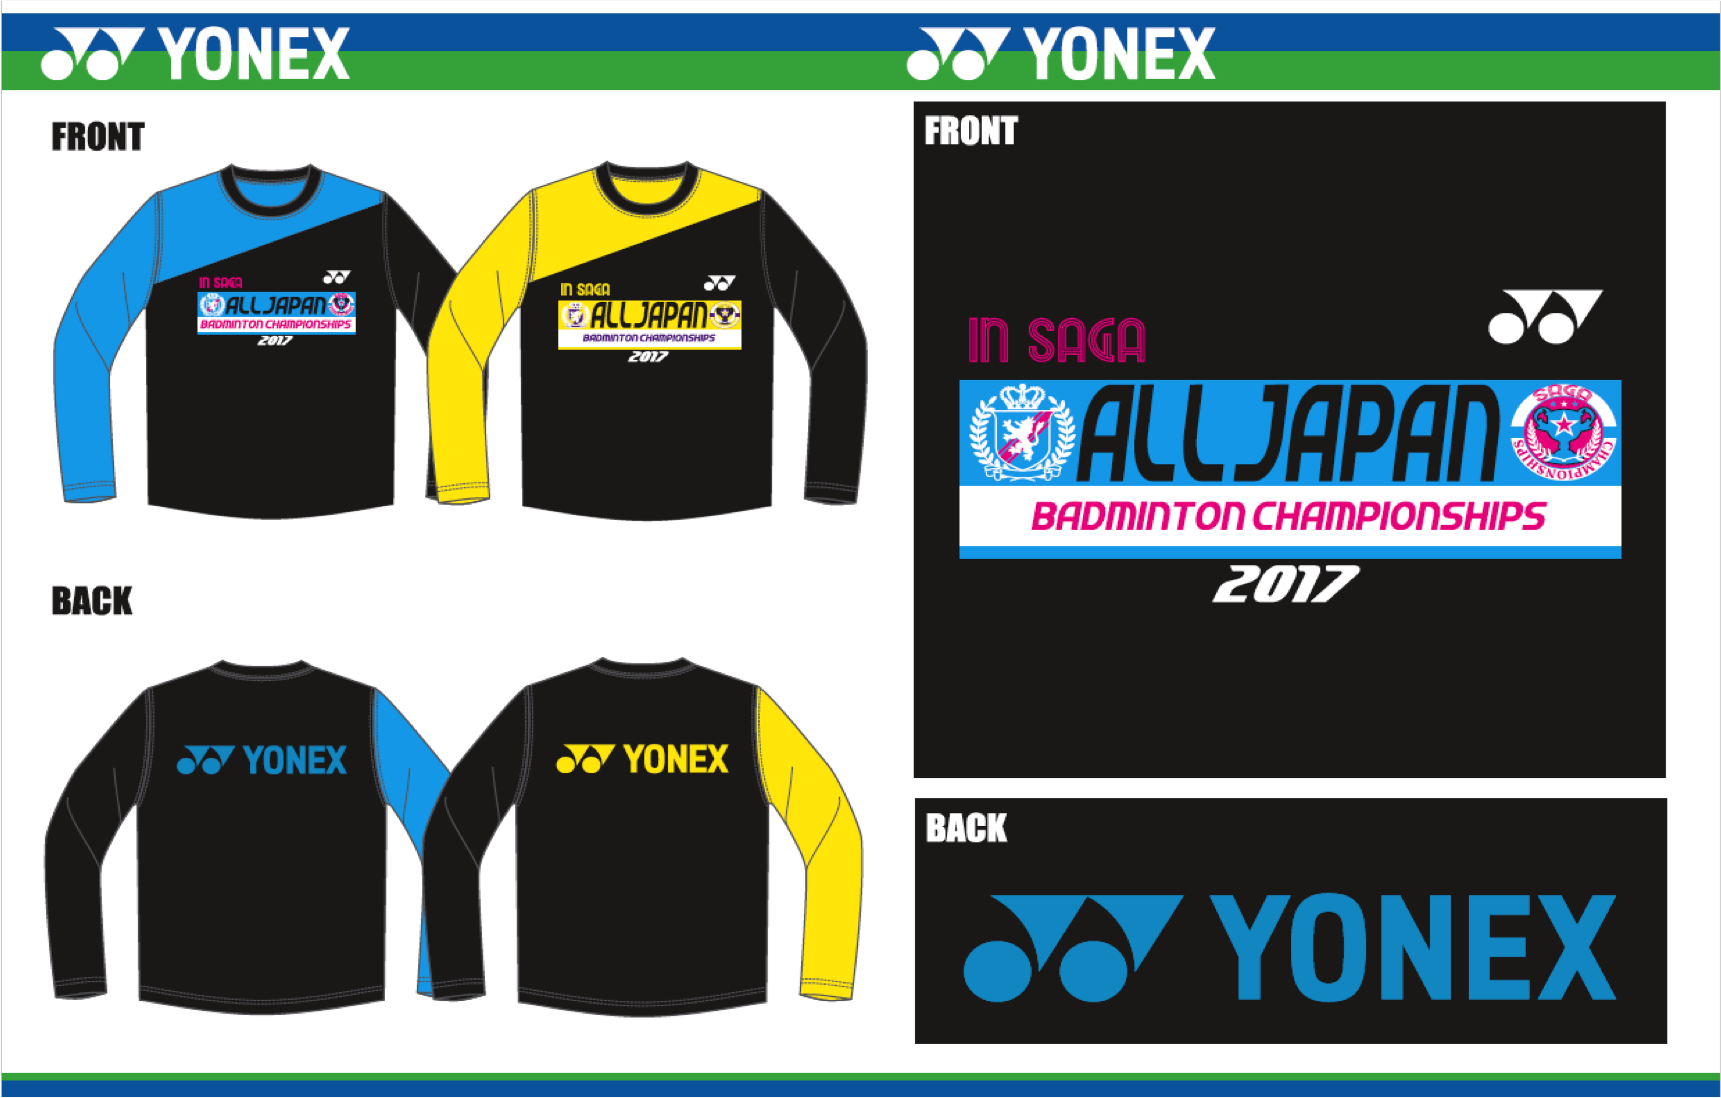 YONEX
YONEX
FRONT
IN SAGA
ALL JAPAN
BADMINTON CHAMPIONSHIPS
2017
IN SAGA
ALL JAPAN
BADMINTON CHAMPIONSHIPS
2017
BACK
YONEX
YONEX
FRONT
IN SAGA
ALL JAPAN
SAGA
CHAMPIONSHIPS
BADMINTON CHAMPIONSHIPS
2017
BACK
YONEX